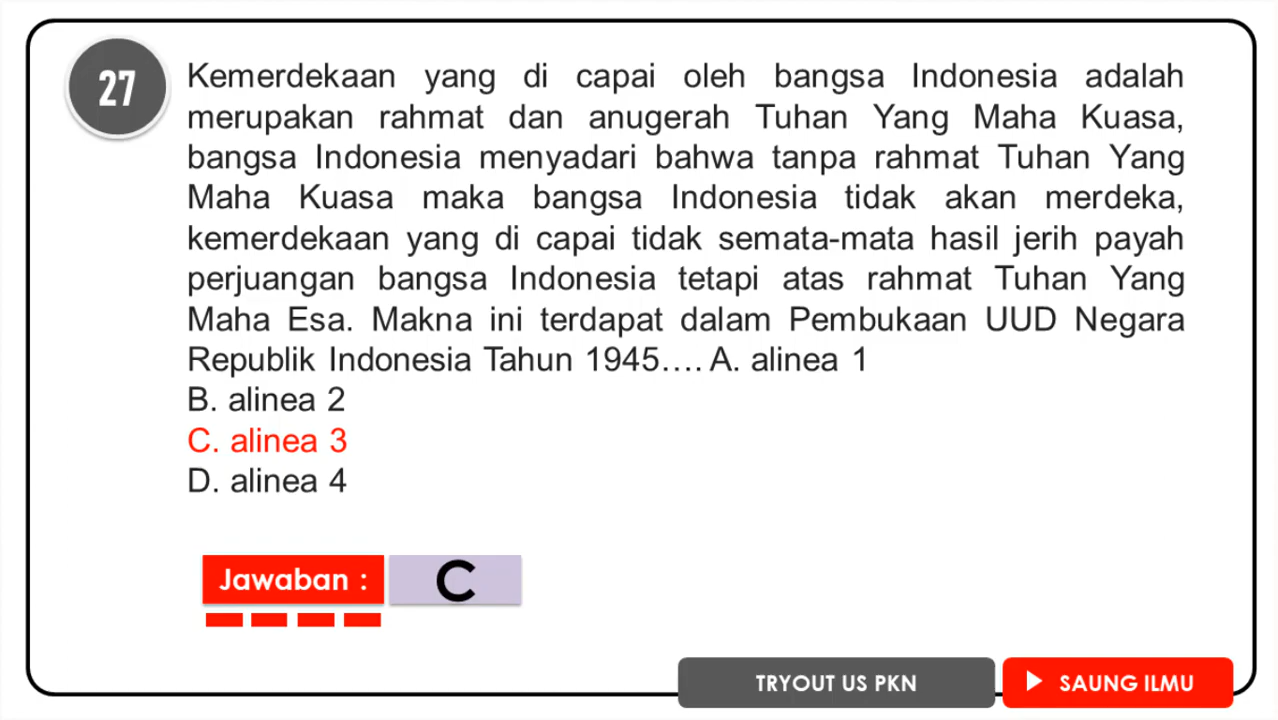 27
Kemerdekaan yang di capai oleh bangsa Indonesia adalah
merupakan rahmat dan anugerah Tuhan Yang Maha Kuasa,
bangsa Indonesia menyadari bahwa tanpa rahmat Tuhan Yang
Maha Kuasa maka bangsa Indonesia tidak akan merdeka,
kemerdekaan yang di capai tidak semata-mata hasil jerih payah
perjuangan bangsa Indonesia tetapi atas rahmat Tuhan Yang
Maha Esa. Makna ini terdapat dalam Pembukaan UUD Negara
Republik Indonesia Tahun 1945…. A. alinea 1
B. alinea 2
C. alinea 3
D. alinea 4
Jawaban : C
TRYOUT US PKN
SAUNG ILMU